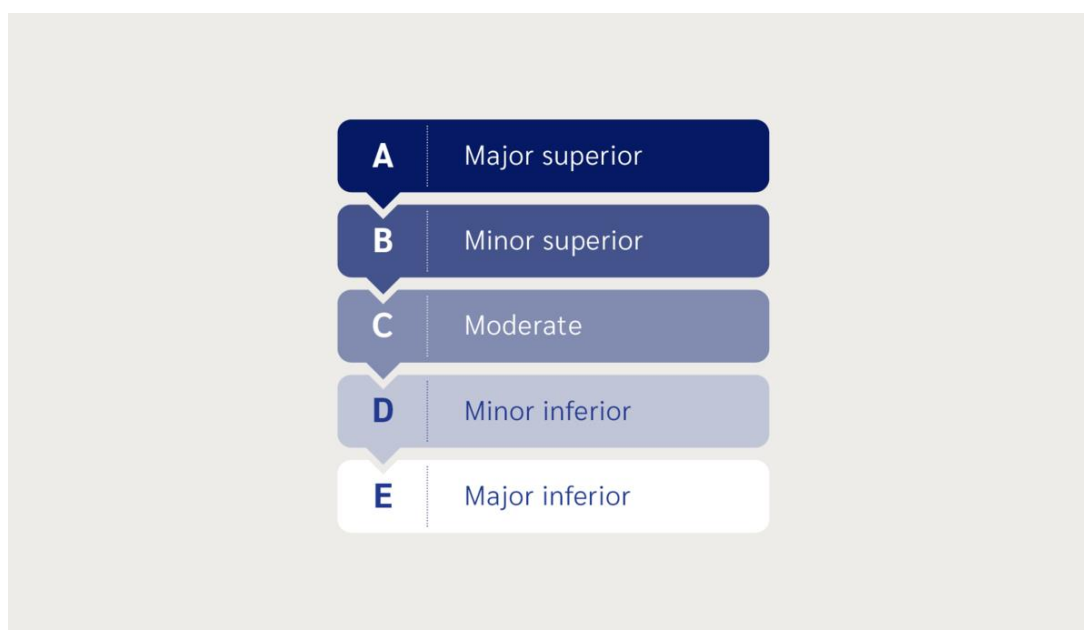 A Major superior
B Minor superior
C Moderate
D Minor inferior
E Major inferior